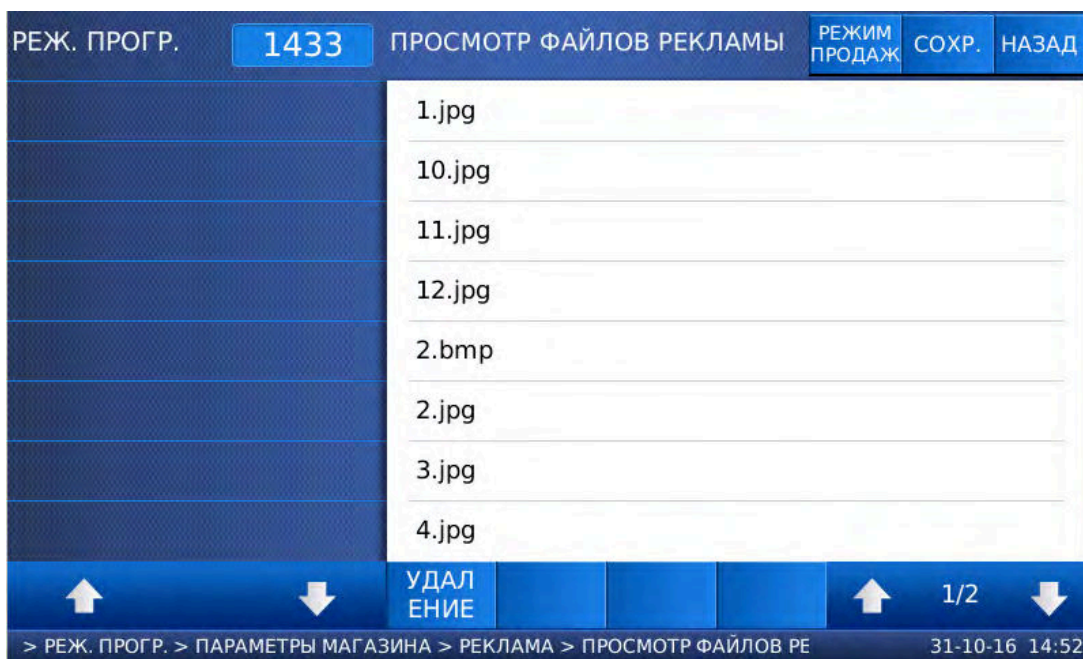 РЕЖ. ПРОГР. 1433 ПРОСМОТР ФАЙЛОВ РЕКЛАМЫ
РЕЖИМ
ПРОДАЖ
СОХР.
НАЗАД
1.jpg
10.jpg
11.jpg
12.jpg
2.bmp
2.jpg
3.jpg
4.jpg
УДАЛ
ЕНИЕ
1/2
> РЕЖ. ПРОГР. > ПАРАМЕТРЫ МАГАЗИНА > РЕКЛАМА > ПРОСМОТР ФАЙЛОВ РЕ 31-10-16 14:52